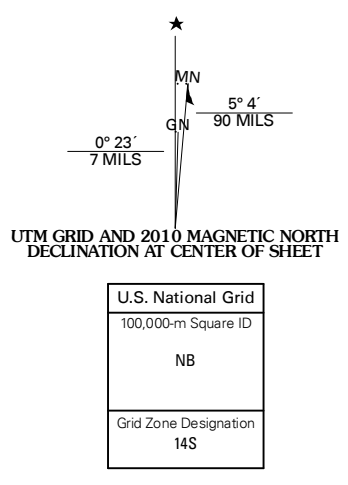 ★
MN
5° 4´
90 MILS
GN
0° 23´
7 MILS
UTM GRID AND 2010 MAGNETIC NORTH
DECLINATION AT CENTER OF SHEET
U.S. National Grid
100,000-m Square ID
NB
Grid Zone Designation
14S